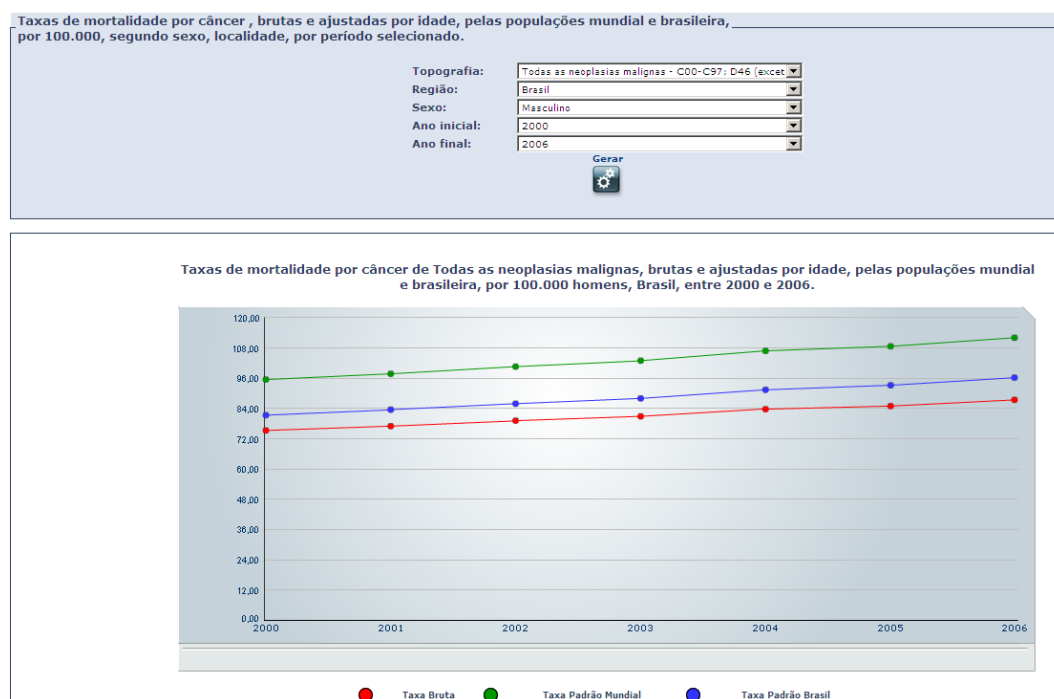 Taxas de mortalidade por câncer , brutas e ajustadas por idade, pelas populações mundial e brasileira,
por 100.000, segundo sexo, localidade, por período selecionado.
Topografia: Todas as neoplasias malignas - C00-C97; D46 (excet
Região: Brasil
Sexo: Masculino
Ano inicial: 2000
Ano final: 2006
Gerar
Taxas de mortalidade por câncer de Todas as neoplasias malignas, brutas e ajustadas por idade, pelas populações mundial
e brasileira, por 100.000 homens, Brasil, entre 2000 e 2006.
120,00
108,00
96,00
84,00
72,00
60,00
48,00
36,00
24,00
12,00
0,00
2000 2001 2002 2003 2004 2005 2006
Taxa Bruta Taxa Padrão Mundial Taxa Padrão Brasil